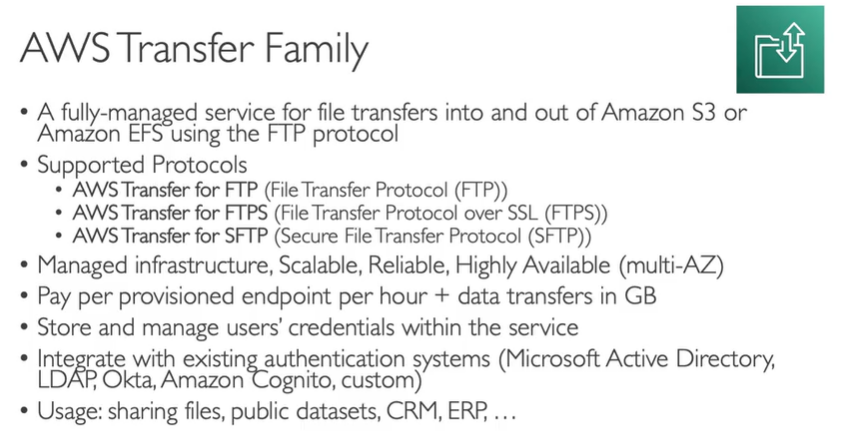 AWS Transfer Family
• A fully-managed service for file transfers into and out of Amazon S3 or
Amazon EFS using the FTP protocol
• Supported Protocols
• AWS Transfer for FTP (File Transfer Protocol (FTP))
• AWS Transfer for FTPS (File Transfer Protocol over SSL (FTPS))
• AWS Transfer for SFTP (Secure File Transfer Protocol (SFTP))
• Managed infrastructure, Scalable, Reliable, Highly Available (multi-AZ)
• Pay per provisioned endpoint per hour + data transfers in GB
• Store and manage users' credentials within the service
• Integrate with existing authentication systems (Microsoft Active Directory,
LDAP, Okta, Amazon Cognito, custom)
• Usage: sharing files, public datasets, CRM, ERP, …